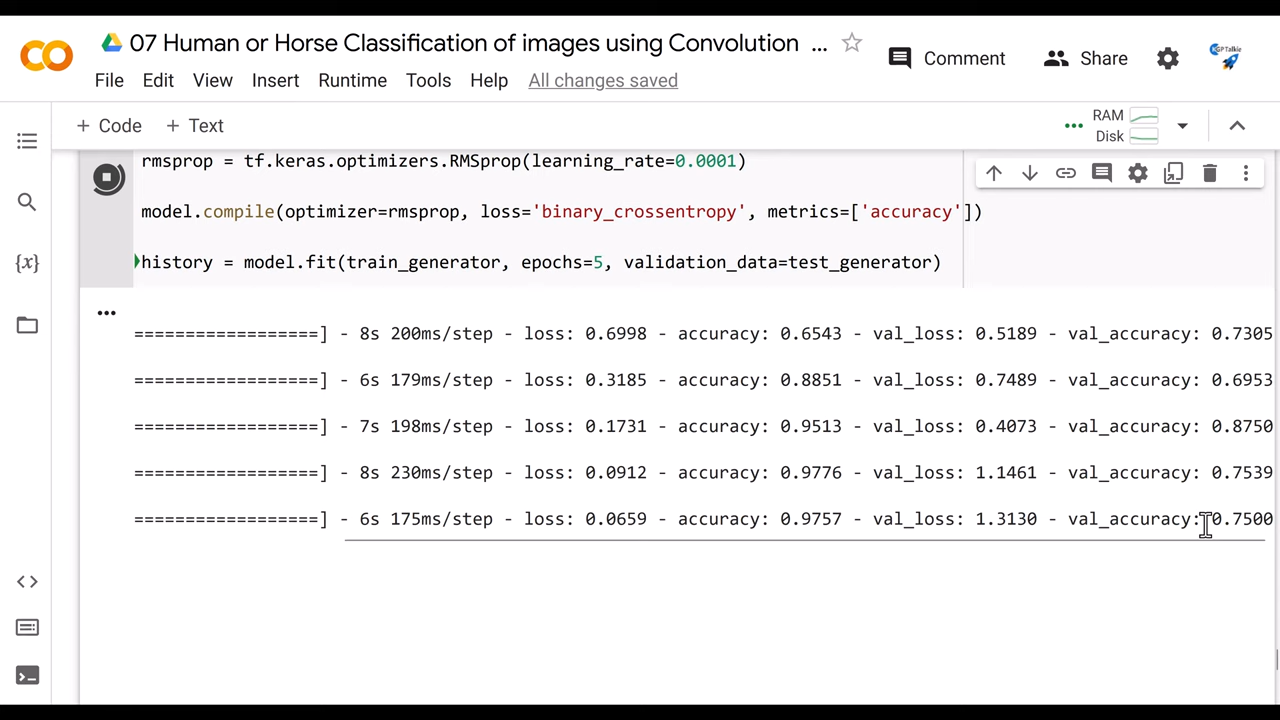 07 Human or Horse Classification of images using Convolution ...
Comment
Share
KGP Talkie
File Edit View Insert Runtime Tools Help All changes saved
+ Code + Text
RAM
Disk
rmsprop = tf.keras.optimizers.RMSprop(learning_rate=0.0001)
model.compile(optimizer=rmsprop, loss='binary_crossentropy', metrics=['accuracy'])
history = model.fit(train_generator, epochs=5, validation_data=test_generator)
==================] - 8s 200ms/step - loss: 0.6998 - accuracy: 0.6543 - val_loss: 0.5189 - val_accuracy: 0.7305
==================] - 6s 179ms/step - loss: 0.3185 - accuracy: 0.8851 - val_loss: 0.7489 - val_accuracy: 0.6953
==================] - 7s 198ms/step - loss: 0.1731 - accuracy: 0.9513 - val_loss: 0.4073 - val_accuracy: 0.8750
==================] - 8s 230ms/step - loss: 0.0912 - accuracy: 0.9776 - val_loss: 1.1461 - val_accuracy: 0.7539
==================] - 6s 175ms/step - loss: 0.0659 - accuracy: 0.9757 - val_loss: 1.3130 - val_accuracy: 0.7500